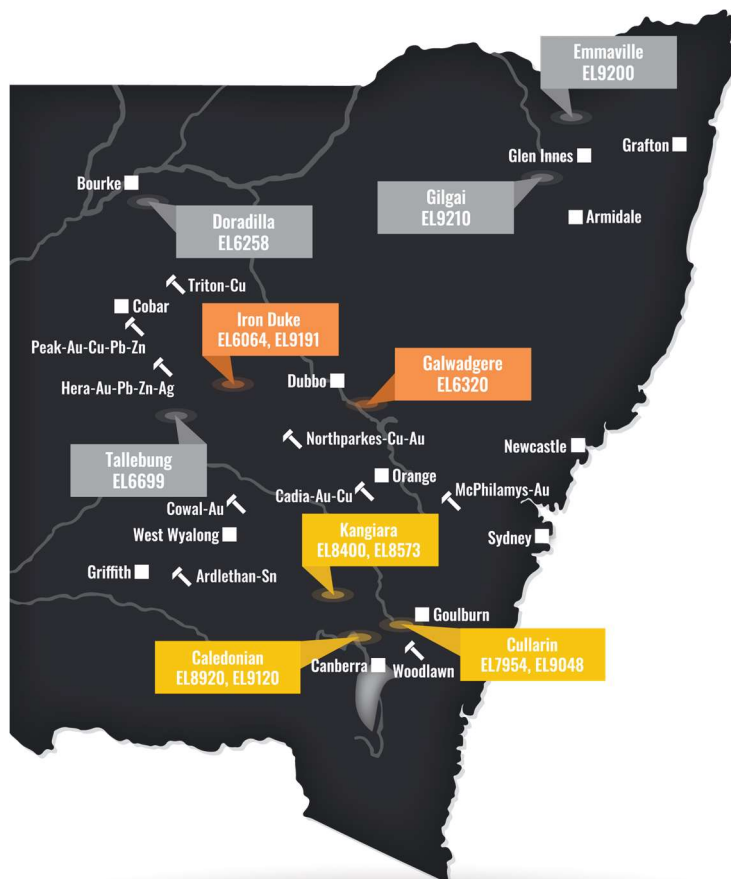 Emmaville
EL9200
Grafton
Glen Innes
Bourke
Gilgai
EL9210
Doradilla
EL6258
Armidale
Triton-Cu
Cobar
Iron Duke
EL6064, EL9191
Peak-Au-Cu-Pb-Zn
Galwadgere
EL6320
Hera-Au-Pb-Zn-Ag
Dubbo
Northparkes-Cu-Au
Newcastle
Tallebung
EL6699
Orange
Cadia-Au-Cu
McPhilamys-Au
Cowal-Au
Kangiara
EL8400, EL8573
West Wyalong
Sydney
Griffith
Ardlethan-Sn
Goulburn
Caledonian
EL8920, EL9120
Cullarin
EL7954, EL9048
Canberra
Woodlawn